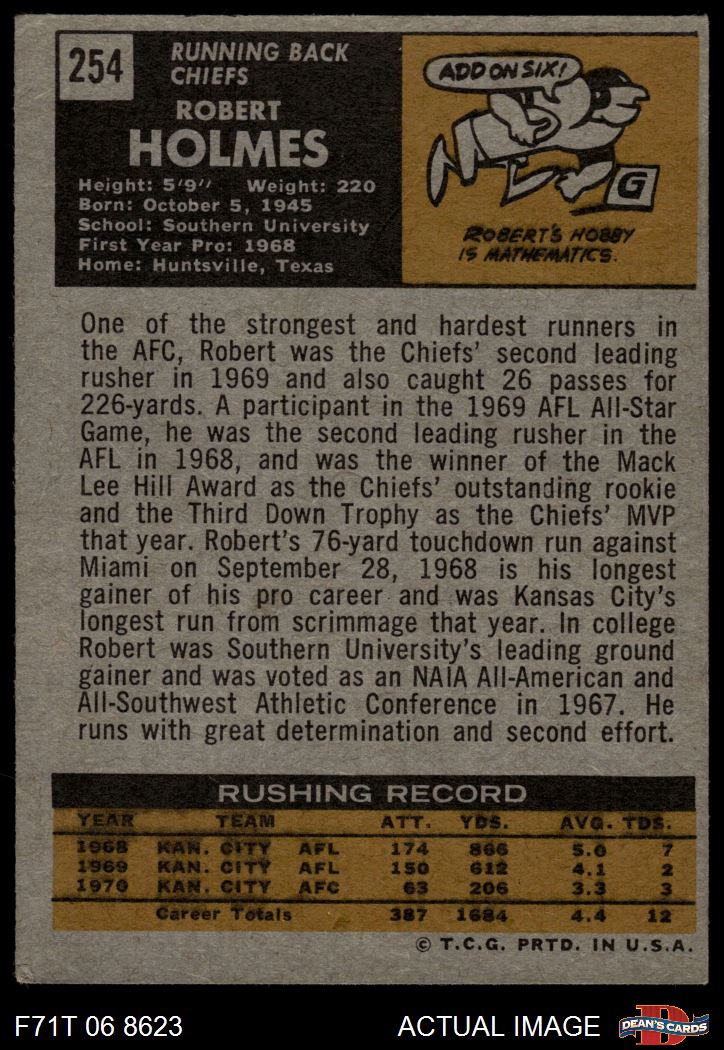 254
RUNNING BACK
CHIEFS
ROBERT
HOLMES
Height: 5'9" Weight: 220
Born: October 5, 1945
School: Southern University
First Year Pro: 1968
Home: Huntsville, Texas
ADD ON SIX!
G
ROBERT'S HOBBY
IS MATHEMATICS.
One of the strongest and hardest runners in
the AFC, Robert was the Chiefs' second leading
rusher in 1969 and also caught 26 passes for
226-yards. A participant in the 1969 AFL All-Star
Game, he was the second leading rusher in the
AFL in 1968, and was the winner of the Mack
Lee Hill Award as the Chiefs' outstanding rookie
and the Third Down Trophy as the Chiefs' MVP
that year. Robert's 76-yard touchdown run against
Miami on September 28, 1968 is his longest
gainer of his pro career and was Kansas City's
longest run from scrimmage that year. In college
Robert was Southern University's leading ground
gainer and was voted as an NAIA All-American and
All-Southwest Athletic Conference in 1967. He
runs with great determination and second effort.
RUSHING RECORD
YEAR TEAM ATT. YDS. AVG. TDS.
1968 KAN. CITY AFL 174 866 5.0 7
1969 KAN. CITY AFL 150 612 4.1 2
1970 KAN. CITY AFC 63 206 3.3 3
Career Totals 387 1684 4.4 12
© T.C.G. PRTD. IN U.S.A.
F71T 06 8623 ACTUAL IMAGE
D
DEAN'S CARDS